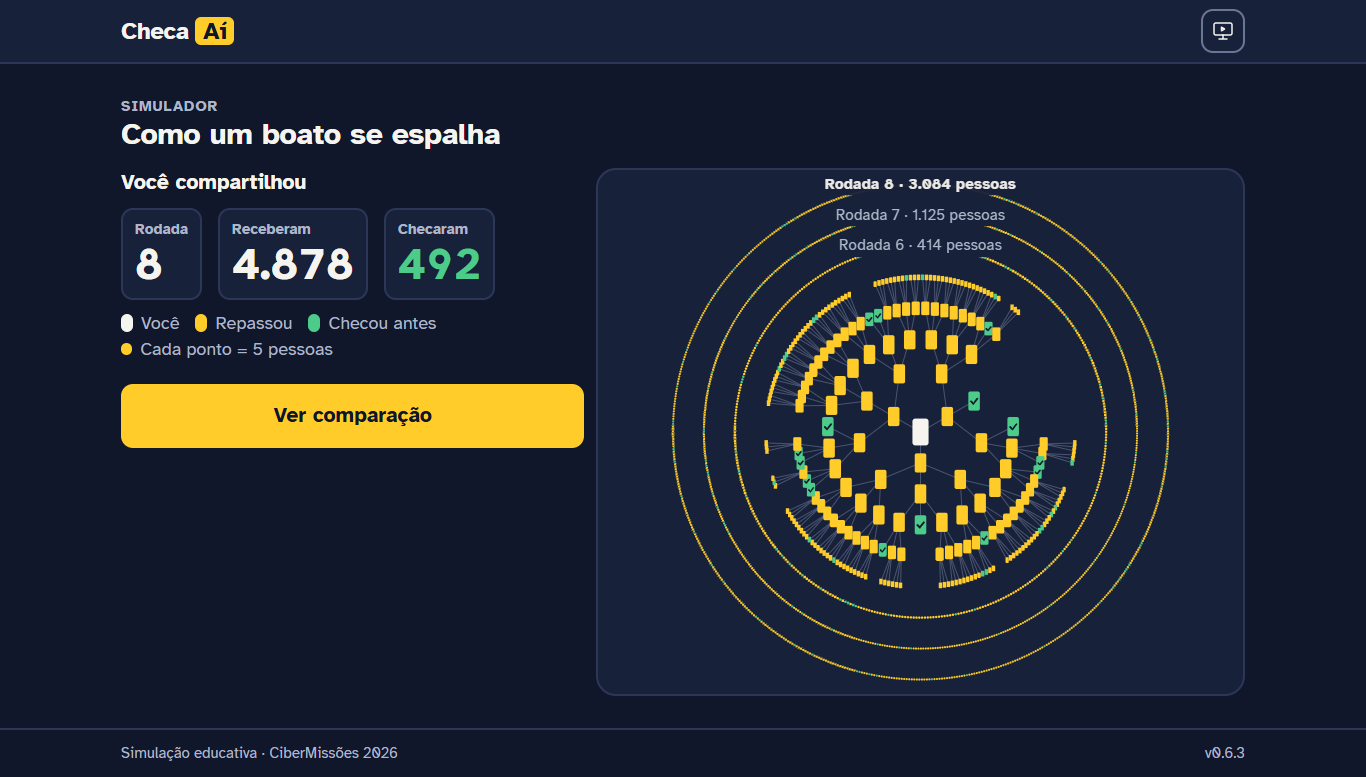 Checa Aí
SIMULADOR
Como um boato se espalha
Você compartilhou
Rodada
8
Receberam
4.878
Checaram
492
Você
Repassou
Checou antes
Cada ponto = 5 pessoas
Ver comparação
Rodada 8 · 3.084 pessoas
Rodada 7 · 1.125 pessoas
Rodada 6 · 414 pessoas
Simulação educativa · CiberMissões 2026
v0.6.3